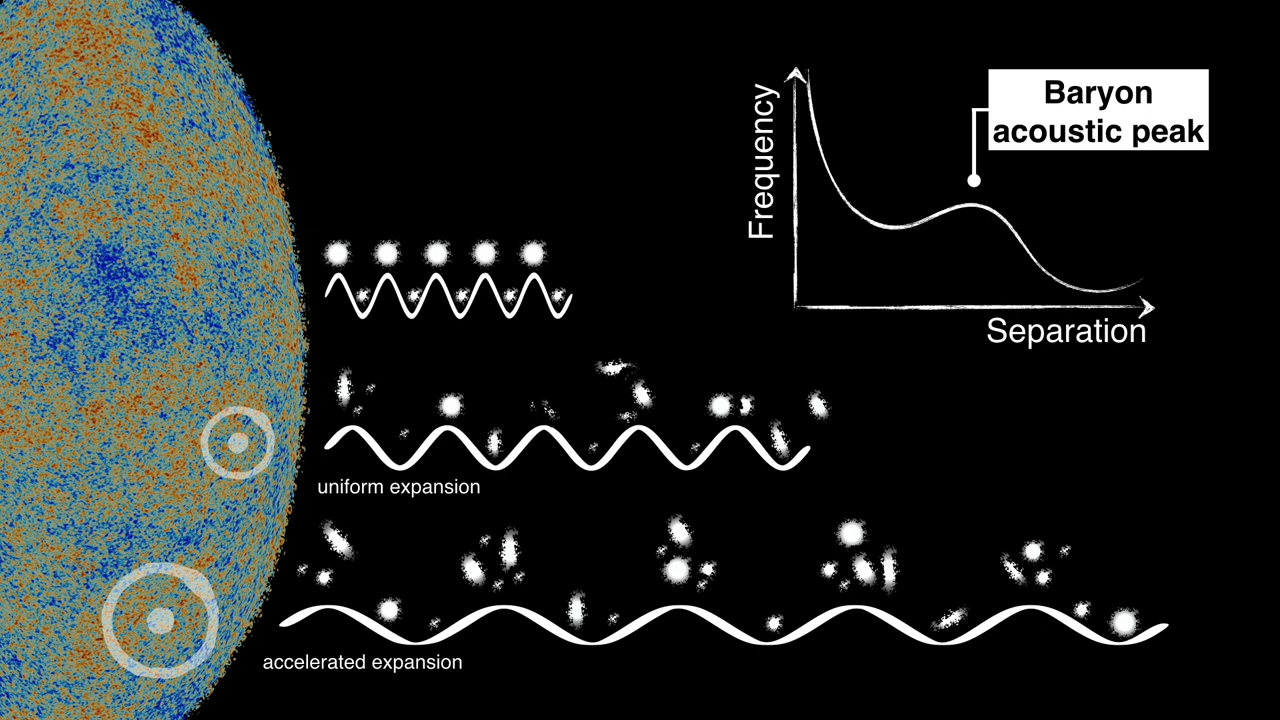 Baryon
acoustic peak
Frequency
Separation
uniform expansion
accelerated expansion